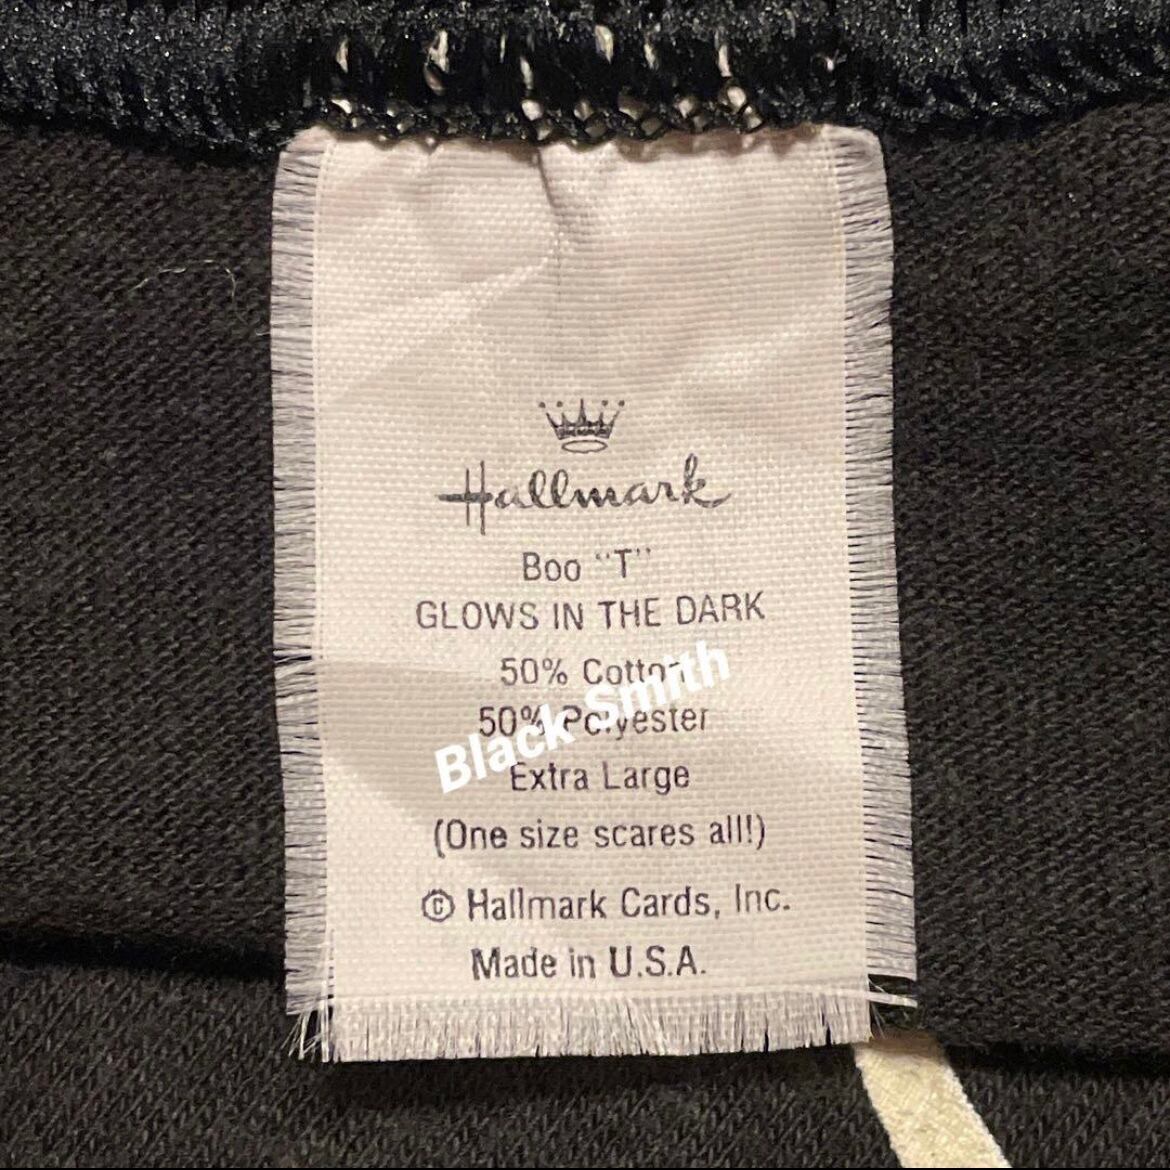 Hallmark
Boo "T"
GLOWS IN THE DARK
50% Cotton
50% Polyester
Black Smith
Extra Large
(One size scares all!)
© Hallmark Cards, Inc.
Made in U.S.A.